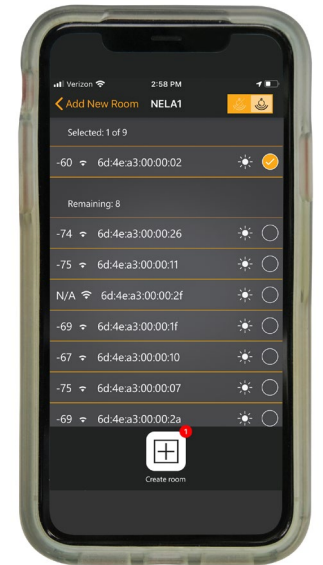 Verizon 2:58 PM
Add New Room NELA1
Selected: 1 of 9
-60 6d:4e:a3:00:00:02
Remaining: 8
-74 6d:4e:a3:00:00:26
-75 6d:4e:a3:00:00:11
N/A 6d:4e:a3:00:00:2f
-69 6d:4e:a3:00:00:1f
-67 6d:4e:a3:00:00:10
-75 6d:4e:a3:00:00:07
-69 6d:4e:a3:00:00:2a
1
Create room